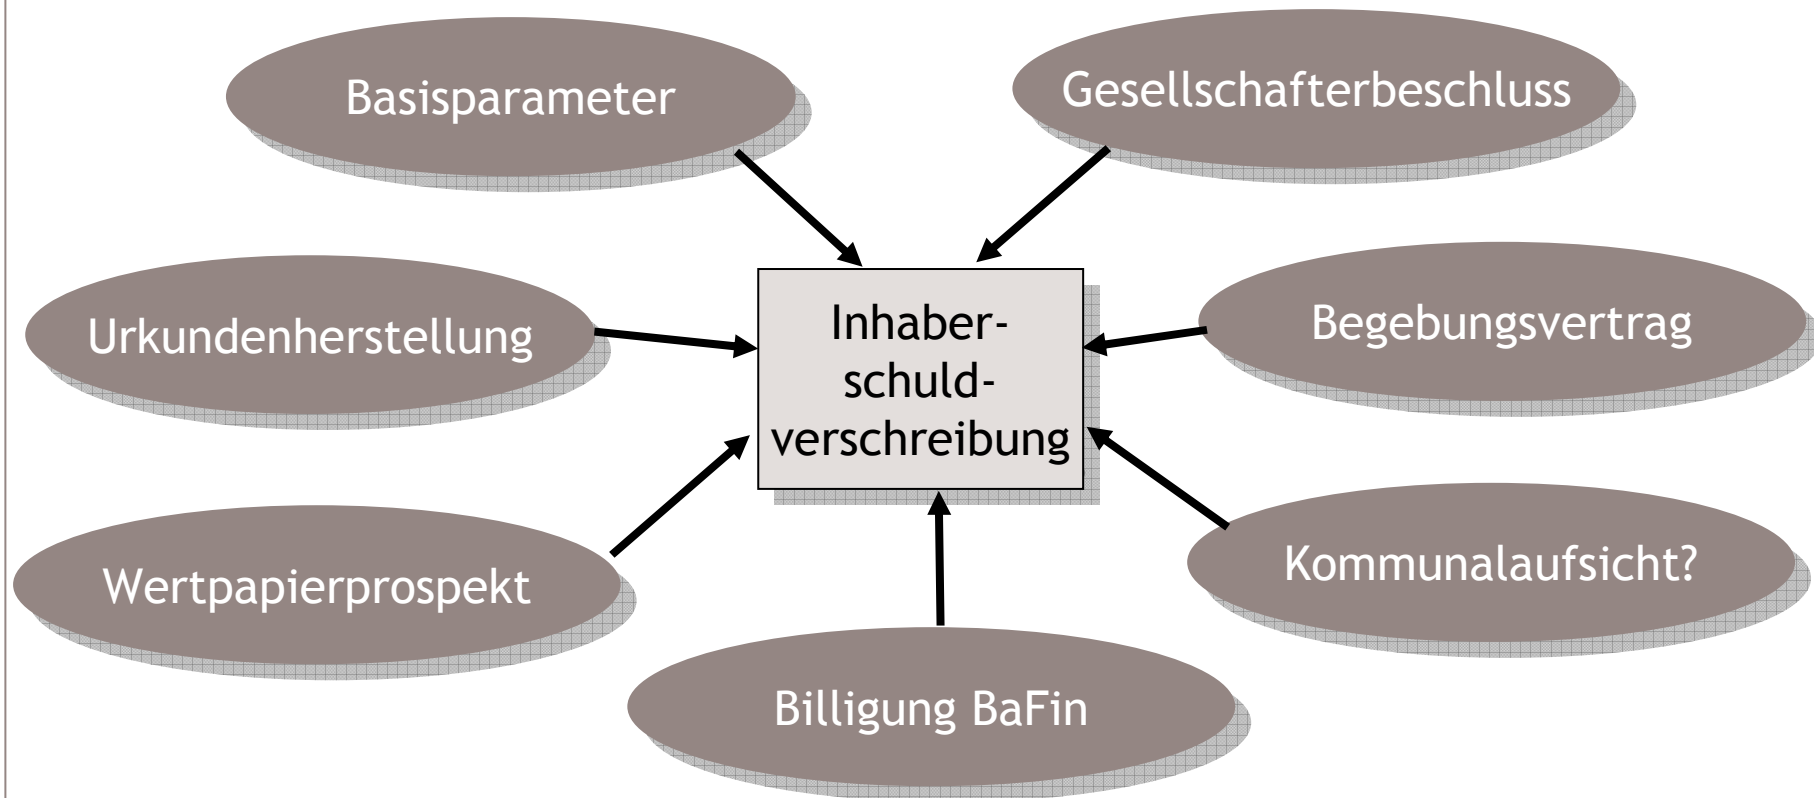 Basisparameter
Gesellschafterbeschluss
Urkundenherstellung
Inhaber-
schuld-
verschreibung
Begebungsvertrag
Wertpapierprospekt
Kommunalaufsicht?
Billigung BaFin